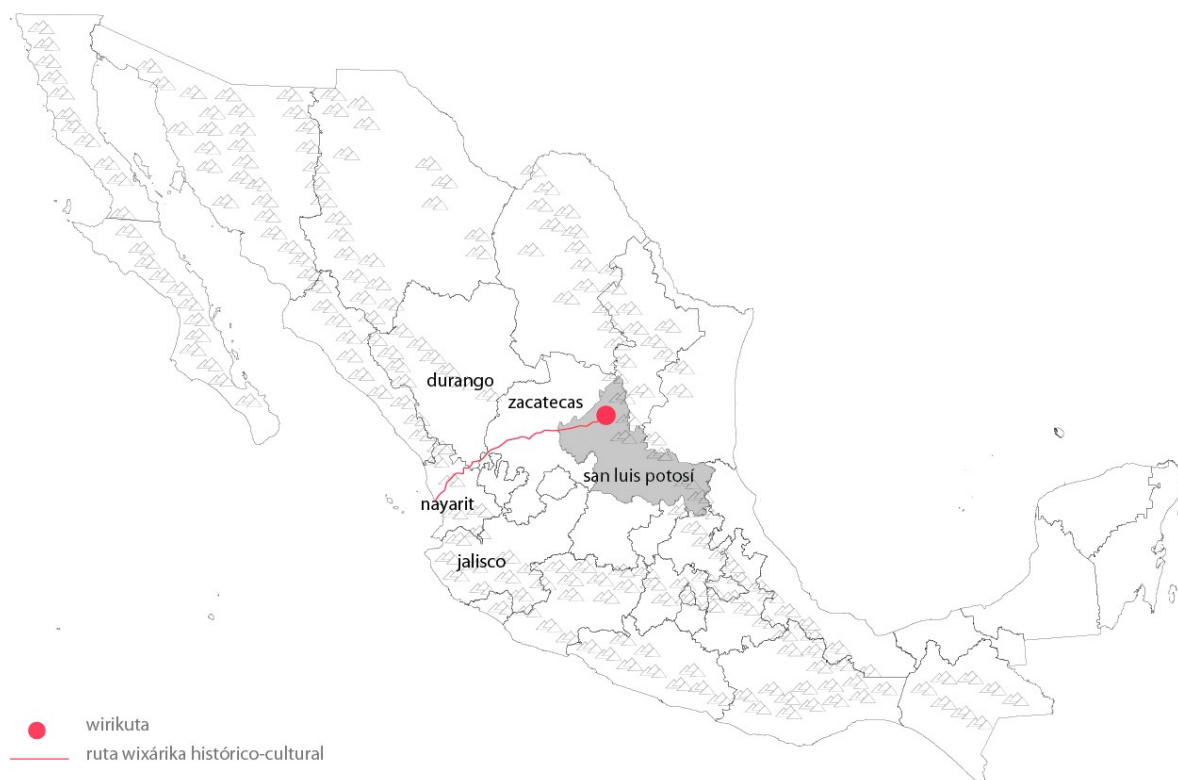 durango
zacatecas
san luis potosí
nayarit
jalisco
wirikuta
ruta wixárika histórico-cultural